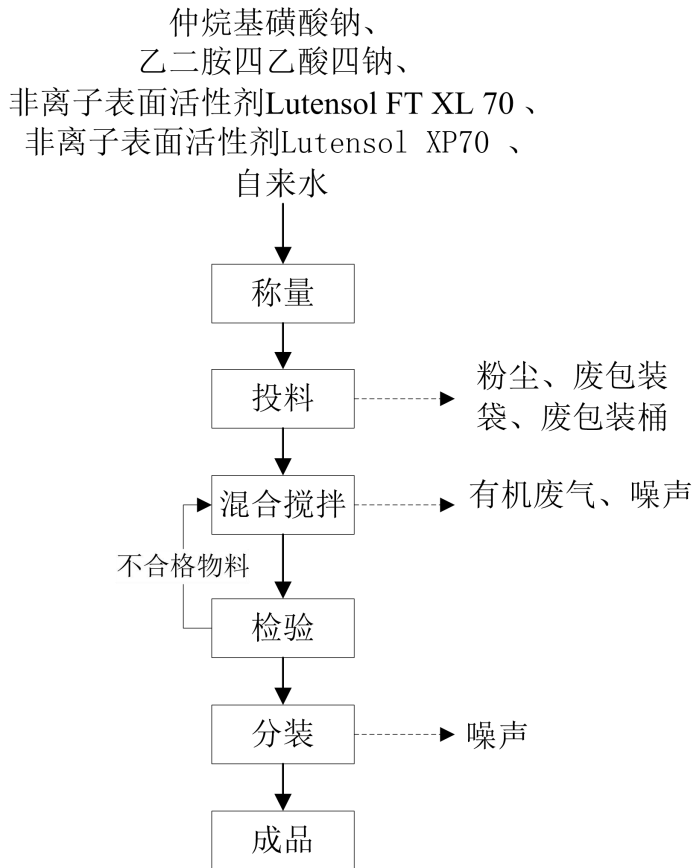 仲烷基磺酸钠、
乙二胺四乙酸四钠、
非离子表面活性剂Lutensol FT XL 70 、
非离子表面活性剂Lutensol XP70 、
自来水
称量
投料
粉尘、废包装
袋、废包装桶
混合搅拌
有机废气、噪声
不合格物料
检验
分装
噪声
成品